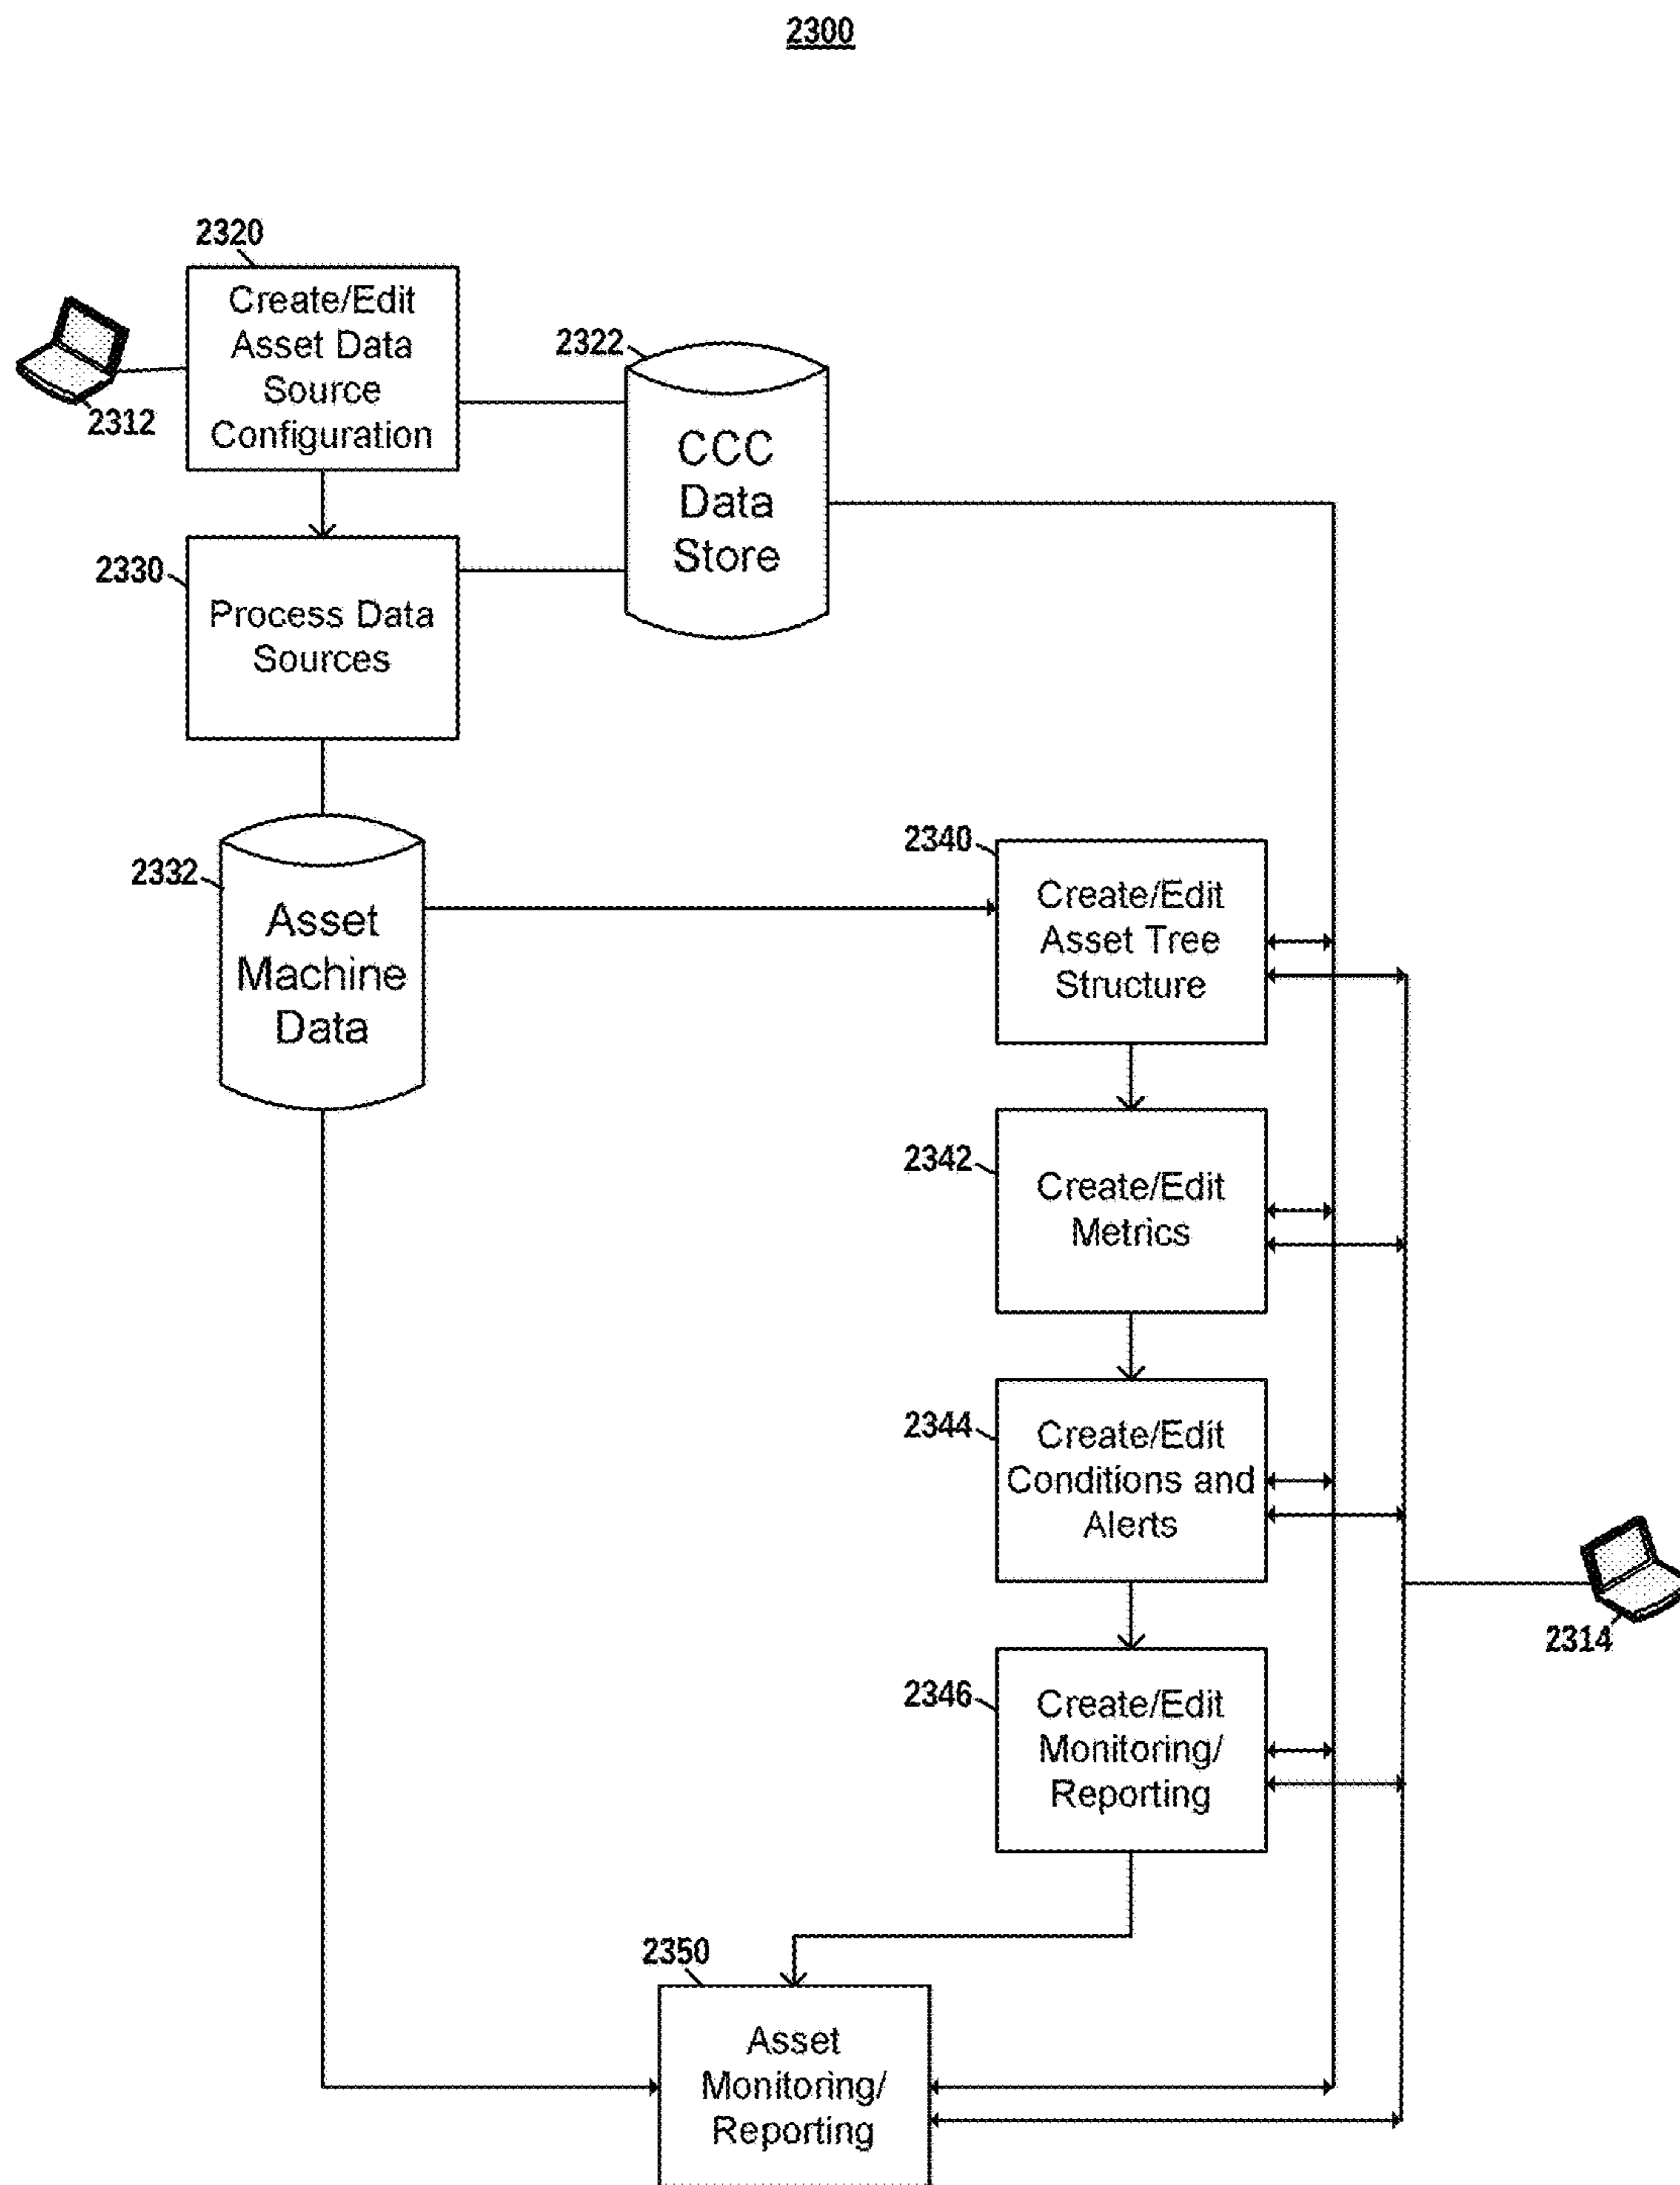 2300
2320
Create/Edit
Asset Data
Source
Configuration
2312
2322
CCC
Data
Store
2330
Process Data
Sources
2332
Asset
Machine
Data
2340
Create/Edit
Asset Tree
Structure
2342
Create/Edit
Metrics
2344
Create/Edit
Conditions and
Alerts
2314
2346
Create/Edit
Monitoring/
Reporting
2350
Asset
Monitoring/
Reporting